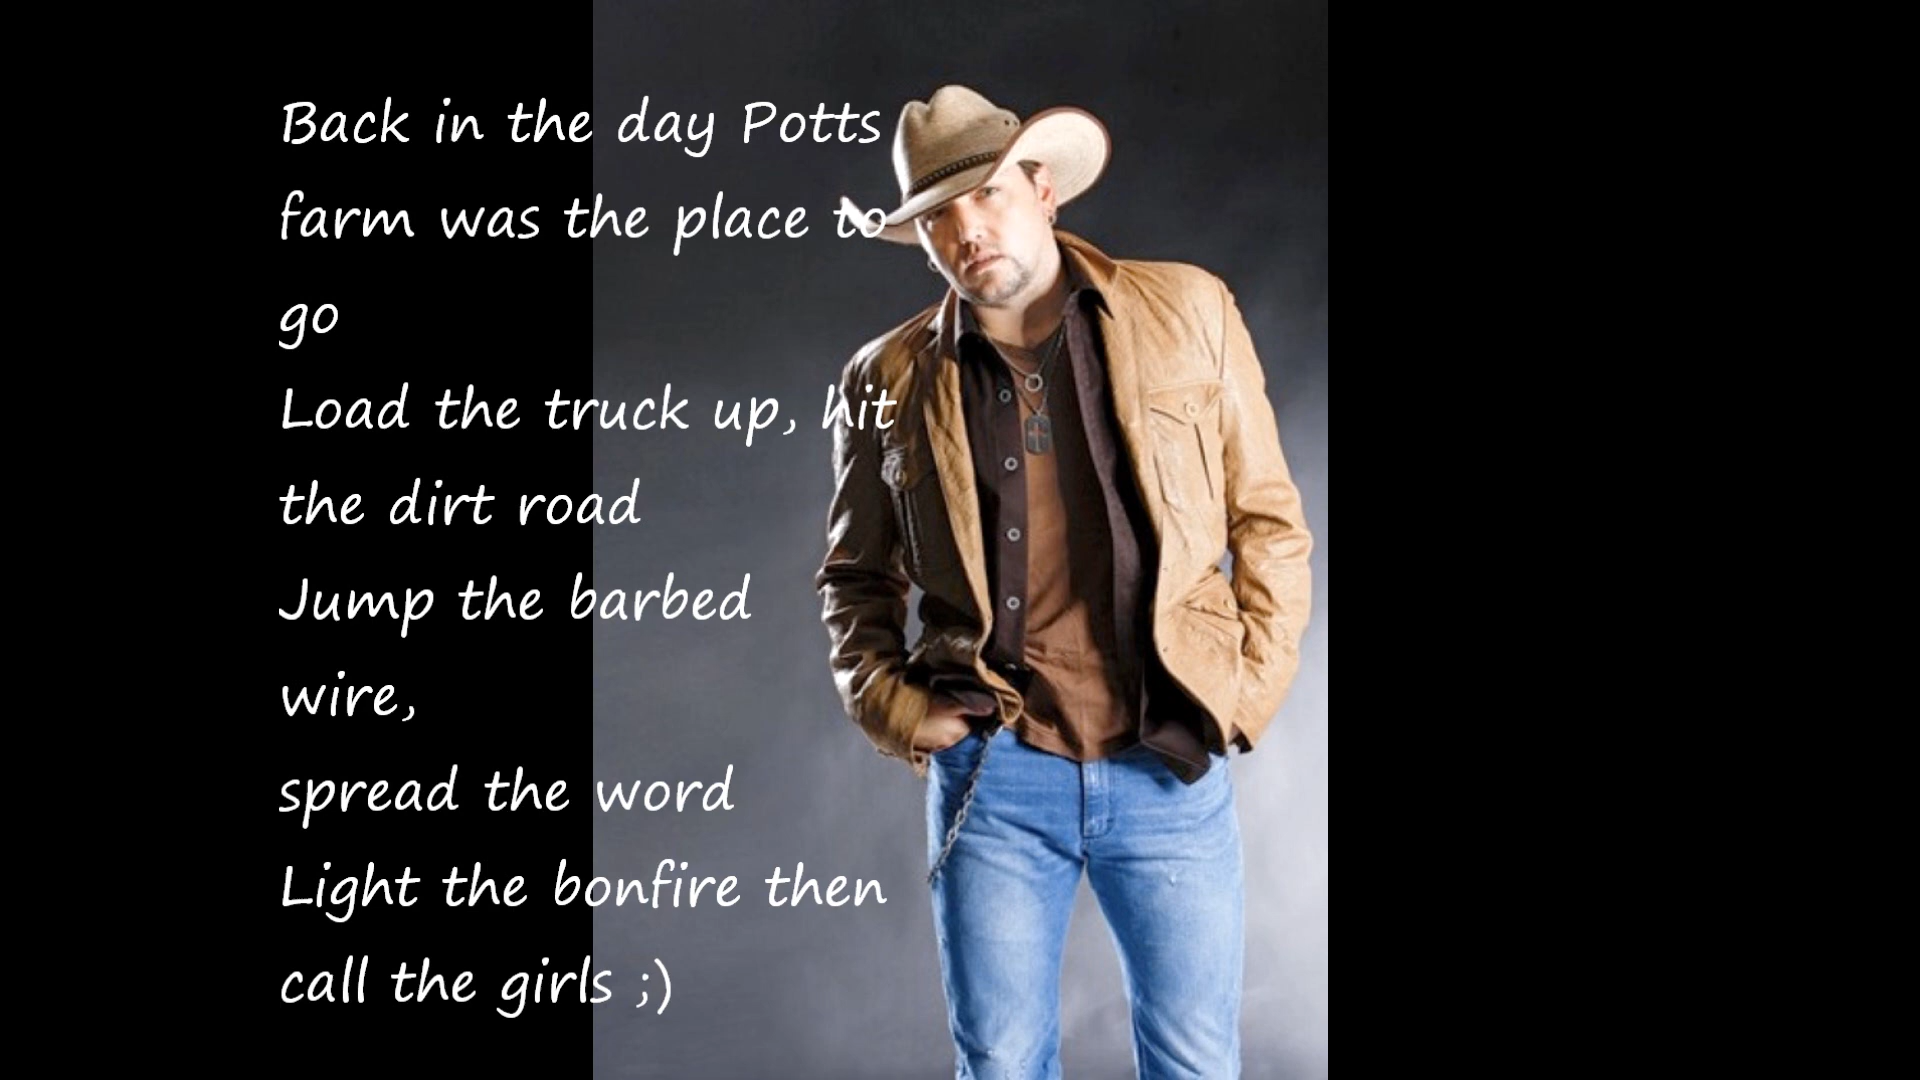 Back in the day Potts
farm was the place to
go
Load the truck up, hit
the dirt road
Jump the barbed
wire,
spread the word
Light the bonfire then
call the girls ;)